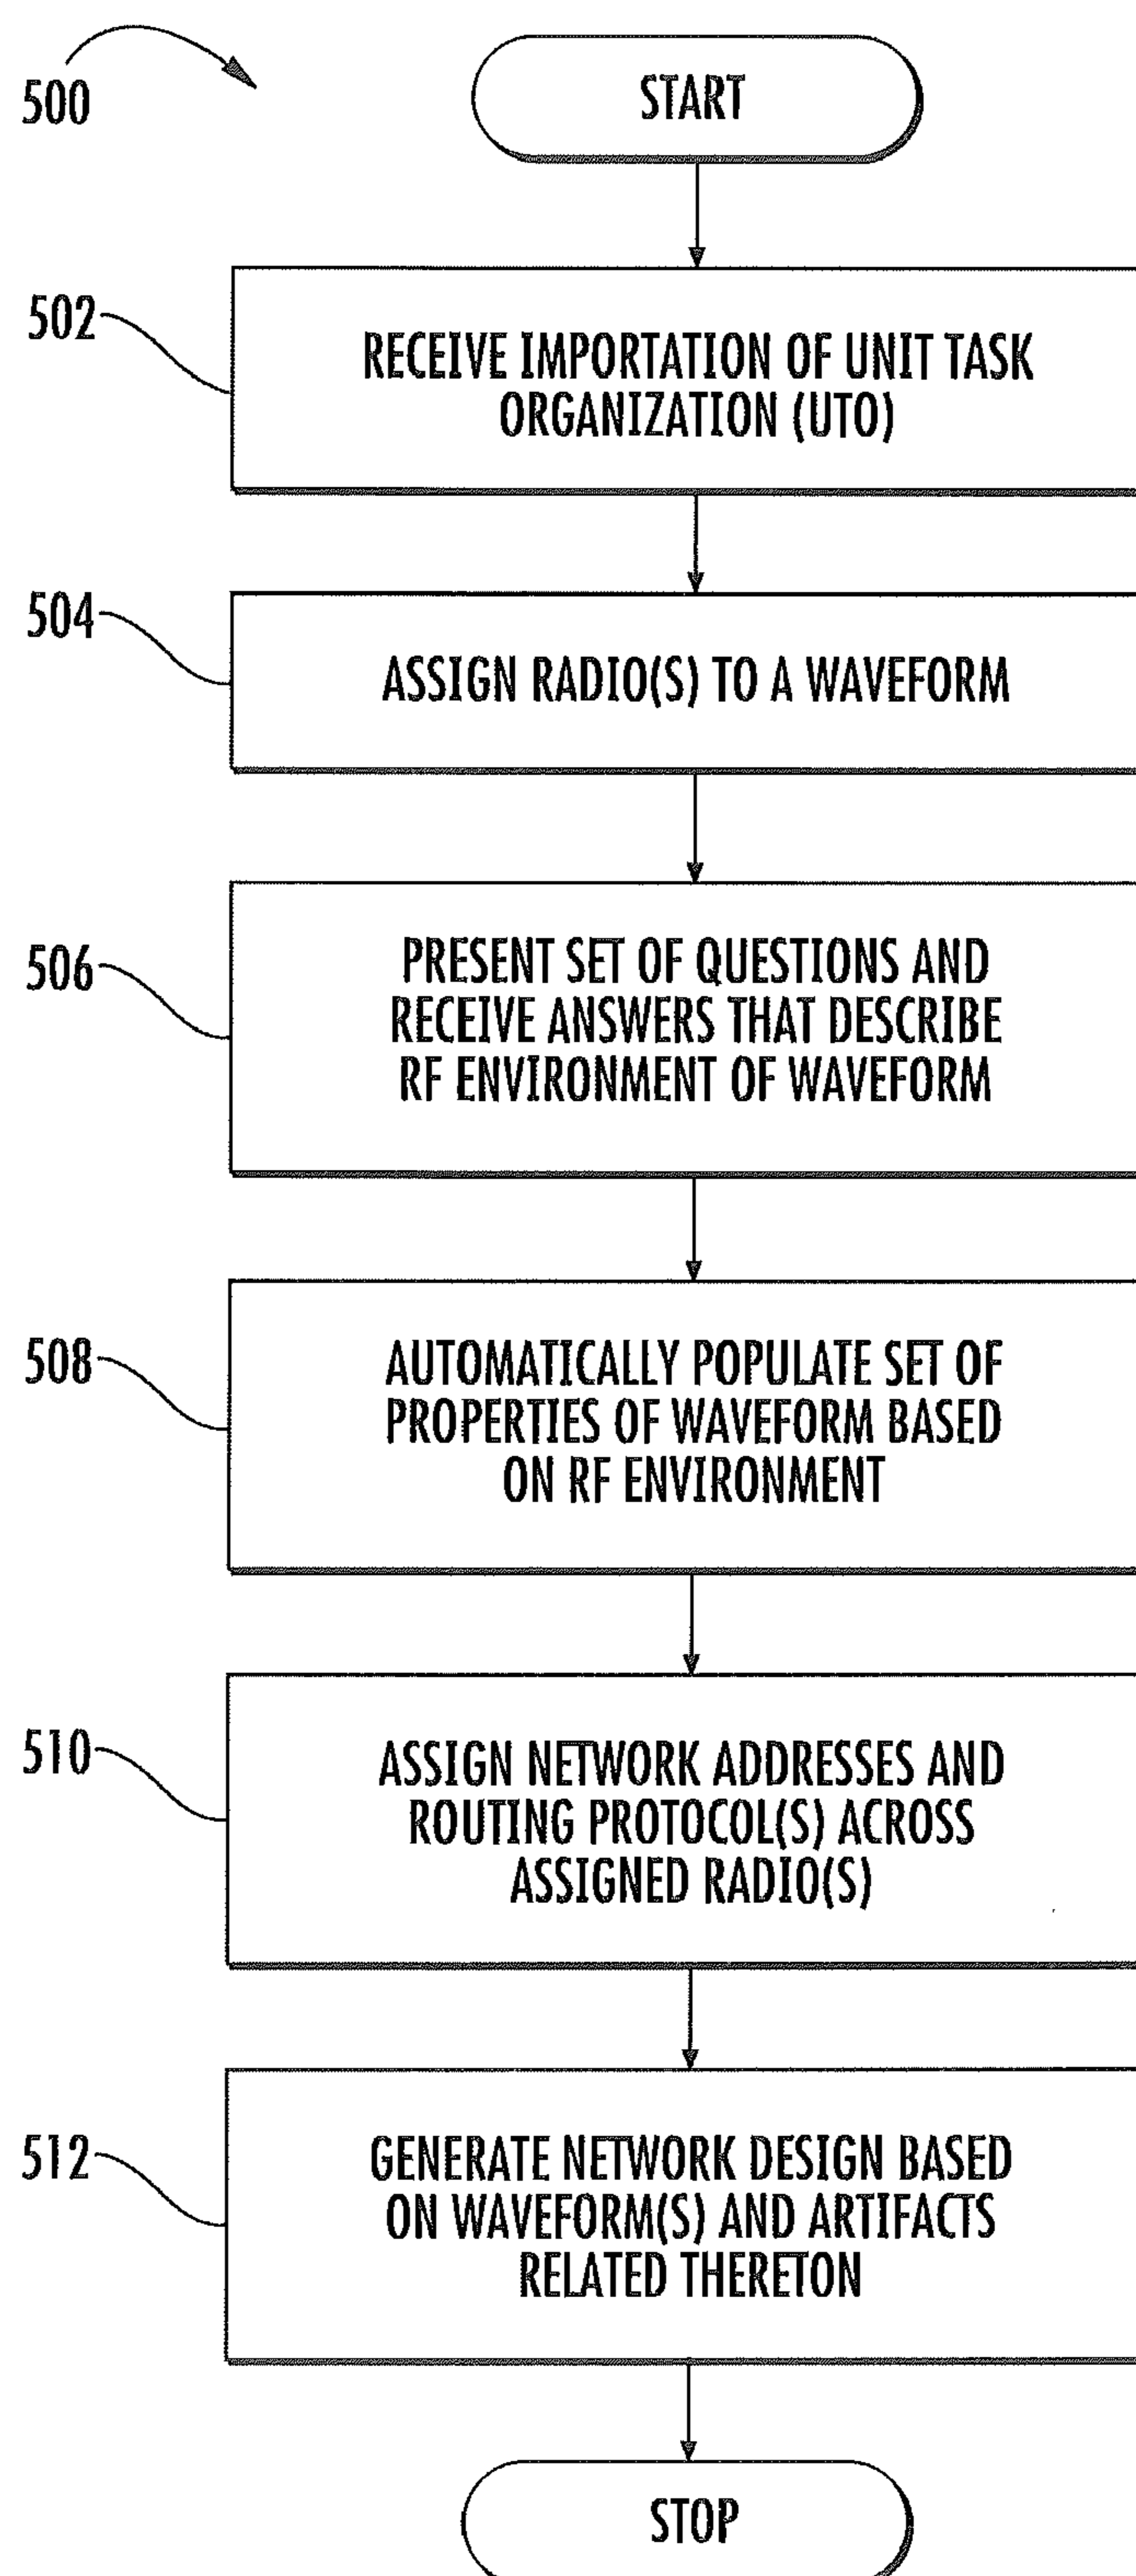 500
START
502
RECEIVE IMPORTATION OF UNIT TASK
ORGANIZATION (UTO)
504
ASSIGN RADIO(S) TO A WAVEFORM
506
PRESENT SET OF QUESTIONS AND
RECEIVE ANSWERS THAT DESCRIBE
RF ENVIRONMENT OF WAVEFORM
508
AUTOMATICALLY POPULATE SET OF
PROPERTIES OF WAVEFORM BASED
ON RF ENVIRONMENT
510
ASSIGN NETWORK ADDRESSES AND
ROUTING PROTOCOL(S) ACROSS
ASSIGNED RADIO(S)
512
GENERATE NETWORK DESIGN BASED
ON WAVEFORM(S) AND ARTIFACTS
RELATED THERETON
STOP